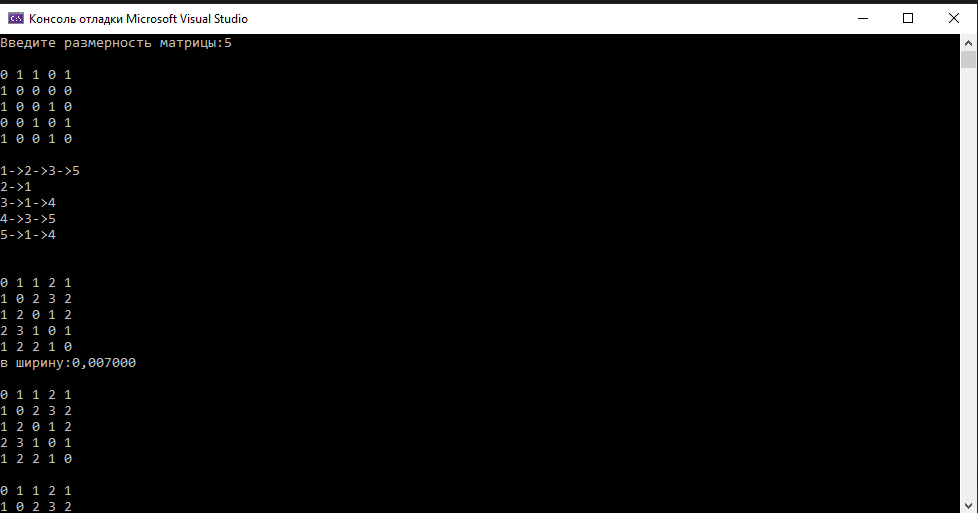 Консоль отладки Microsoft Visual Studio
Введите размерность матрицы:5
0 1 1 0 1
1 0 0 0 0
1 0 0 1 0
0 0 1 0 1
1 0 0 1 0
1->2->3->5
2->1
3->1->4
4->3->5
5->1->4
0 1 1 2 1
1 0 2 3 2
1 2 0 1 2
2 3 1 0 1
1 2 2 1 0
в ширину:0,007000
0 1 1 2 1
1 0 2 3 2
1 2 0 1 2
2 3 1 0 1
1 2 2 1 0
0 1 1 2 1
1 0 2 3 2